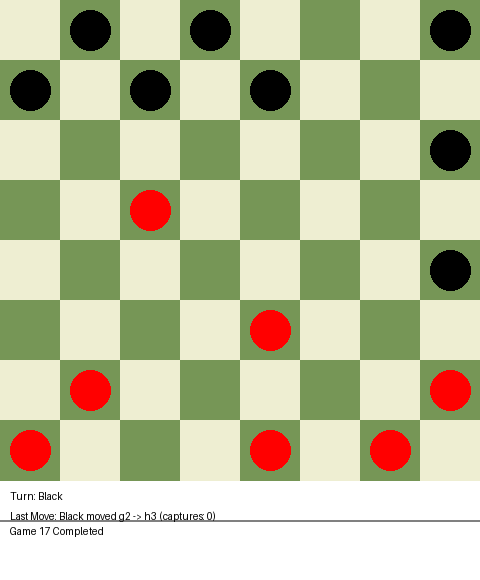 Turn: Black
Last Move: Black moved g2 -> h3 (captures: 0)
Game 17 Completed